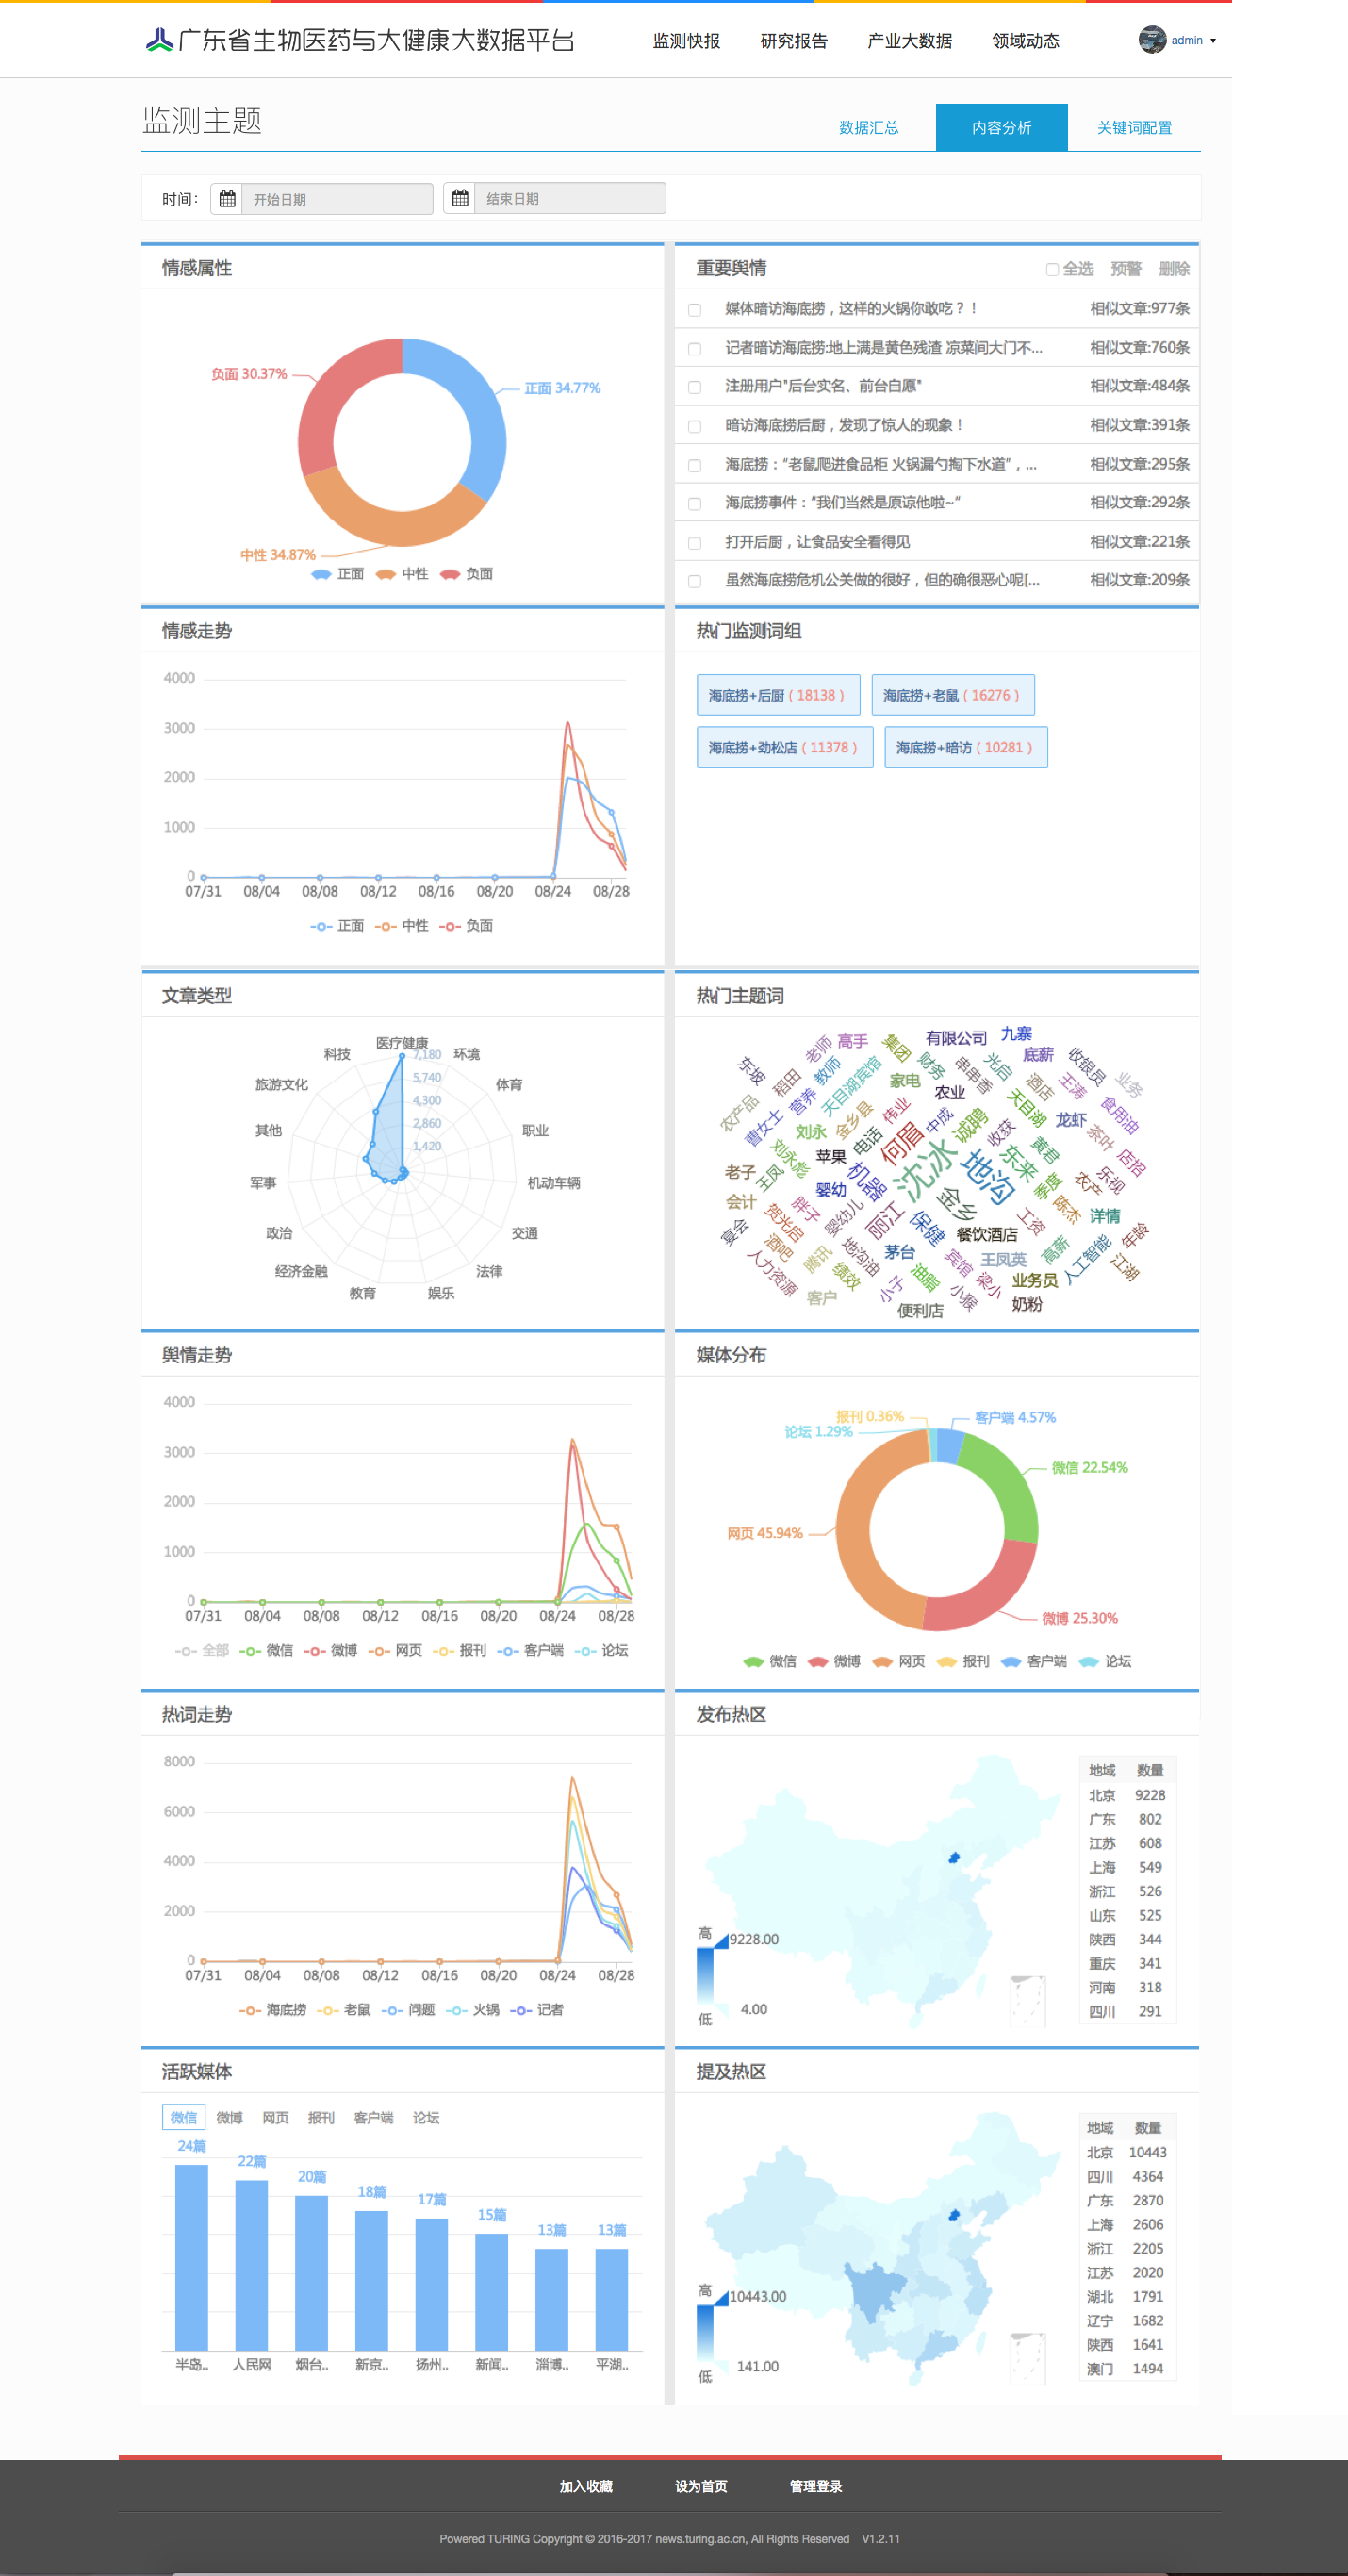 广东省生物医药与大健康大数据平台
监测快报 研究报告 产业大数据 领域动态
admin
监测主题
数据汇总 内容分析 关键词配置
时间: 开始日期 结束日期
情感属性
负面 30.37%
正面 34.77%
中性 34.87%
正面 中性 负面
重要舆情
全选 预警 删除
媒体暗访海底捞，这样的火锅你敢吃？！ 相似文章:977条
记者暗访海底捞:地上满是黄色残渣 凉菜间大门不... 相似文章:760条
注册用户"后台实名、前台自愿" 相似文章:484条
暗访海底捞后厨，发现了惊人的现象！ 相似文章:391条
海底捞：“老鼠爬进食品柜 火锅漏勺掏下水道”，... 相似文章:295条
海底捞事件：“我们当然是原谅他啦~” 相似文章:292条
打开后厨，让食品安全看得见 相似文章:221条
虽然海底捞危机公关做的很好，但的确很恶心呢[... 相似文章:209条
情感走势
4000
3000
2000
1000
0
07/31 08/04 08/08 08/12 08/16 08/20 08/24 08/28
正面 中性 负面
热门监测词组
海底捞+后厨（18138） 海底捞+老鼠（16276）
海底捞+劲松店（11378） 海底捞+暗访（10281）
文章类型
医疗健康
科技
环境
旅游文化
体育
其他
职业
军事
机动车辆
政治
交通
经济金融
法律
教育
娱乐
7,180
5,740
4,300
2,860
1,420
热门主题词
老师
高手
集团
有限公司
九寨
东坡
稻田
教师
天目湖宾馆
财务
串串香
光启
底薪
收银员
业务
农产品
曹女士
营养
家电
农业
酒店
王涛
食用油
刘永
金乡县
伟业
中成
诚聘
天目湖
龙虾
茶叶
刘永恋
苹果
电话
何眉
收获
黄君
店招
老子
王凤
婴幼
机器
沈冰
地沟
东来
季度
农产
乐视
会计
贺光启
胖子
婴幼儿
丽江
金乡
保健
工资
陈杰
详情
宴会
酒吧
餐饮酒店
年龄
人力资源
腾讯
绩效
地沟油
茅台
宾馆
王凤英
高薪
人工智能
江湖
客户
小子
油脂
小猴
梁小
业务员
便利店
奶粉
舆情走势
4000
3000
2000
1000
0
07/31 08/04 08/08 08/12 08/16 08/20 08/24 08/28
全部 微信 微博 网页 报刊 客户端 论坛
媒体分布
报刊 0.36%
客户端 4.57%
论坛 1.29%
微信 22.54%
网页 45.94%
微博 25.30%
微信 微博 网页 报刊 客户端 论坛
热词走势
8000
6000
4000
2000
0
07/31 08/04 08/08 08/12 08/16 08/20 08/24 08/28
海底捞 老鼠 问题 火锅 记者
发布热区
高
9228.00
4.00
低
地域 数量
北京 9228
广东 802
江苏 608
上海 549
浙江 526
山东 525
陕西 344
重庆 341
河南 318
四川 291
活跃媒体
微信 微博 网页 报刊 客户端 论坛
24篇 22篇 20篇 18篇 17篇 15篇 13篇 13篇
半岛.. 人民网 烟台.. 新京.. 扬州.. 新闻.. 淄博.. 平湖..
提及热区
高
10443.00
141.00
低
地域 数量
北京 10443
四川 4364
广东 2870
上海 2606
浙江 2205
江苏 2020
湖北 1791
辽宁 1682
陕西 1641
澳门 1494
加入收藏 设为首页 管理登录
Powered TURING Copyright © 2016-2017 news.turing.ac.cn, All Rights Reserved V1.2.11